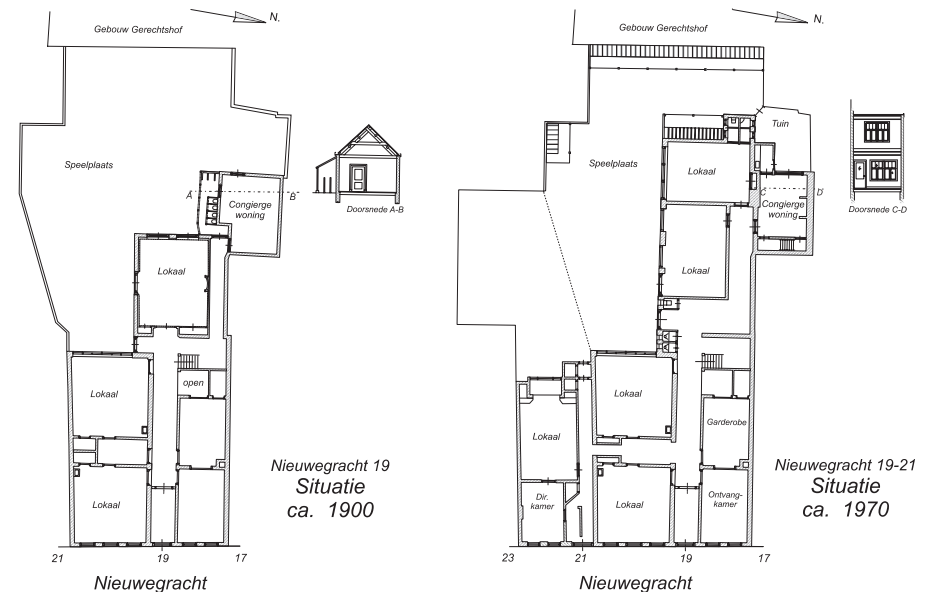 N.
Gebouw Gerechtshof
Speelplaats
A
B
Congierge
woning
Doorsnede A-B
Lokaal
open
Lokaal
Lokaal
Nieuwegracht 19
Situatie
ca. 1900
21
19
17
Nieuwegracht
N.
Gebouw Gerechtshof
Tuin
Speelplaats
Lokaal
C
D
Congierge
woning
Doorsnede C-D
Lokaal
Lokaal
Garderobe
Lokaal
Dir.
kamer
Lokaal
Ontvang-
kamer
Nieuwegracht 19-21
Situatie
ca. 1970
23
21
19
17
Nieuwegracht